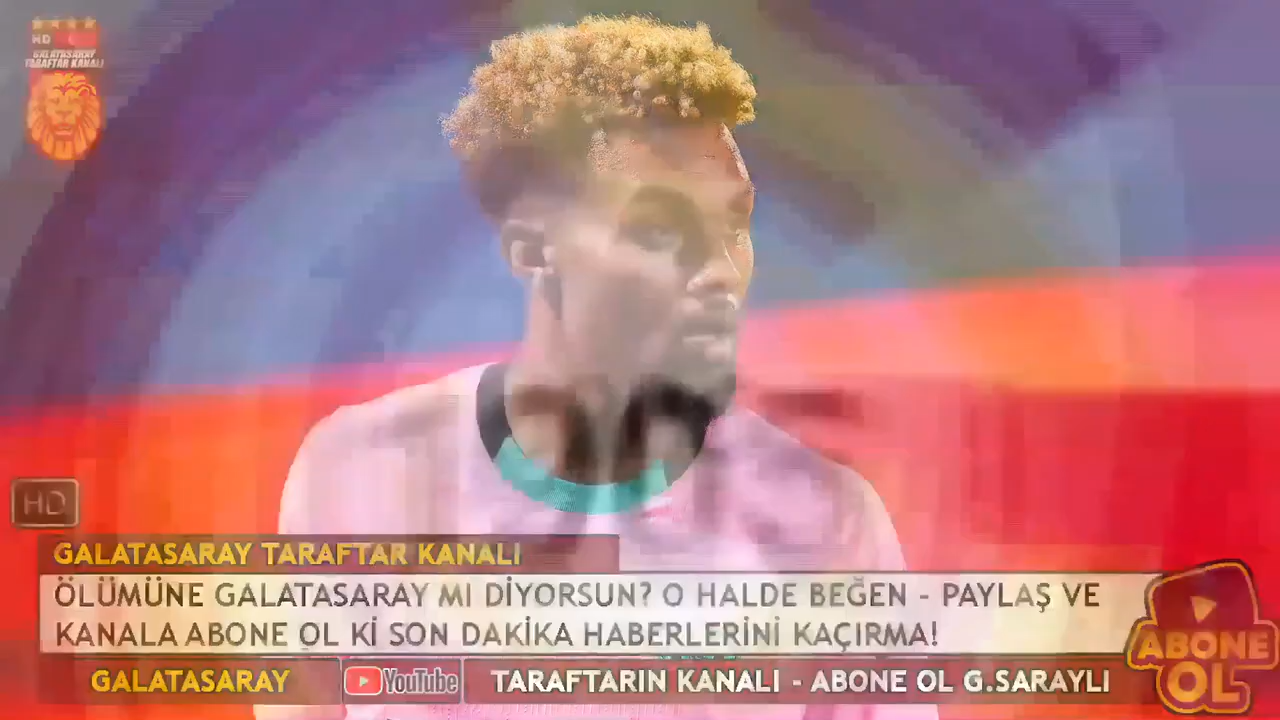 HD
GALATASARAY
TARAFTAR KANALI
HD
GALATASARAY TARAFTAR KANALI
ÖLÜMÜNE GALATASARAY MI DİYORSUN? O HALDE BEĞEN - PAYLAŞ VE
KANALA ABONE OL Kİ SON DAKİKA HABERLERİNİ KAÇIRMA!
ABONE
OL
GALATASARAY YouTube TARAFTARIN KANALI - ABONE OL G.SARAYLI